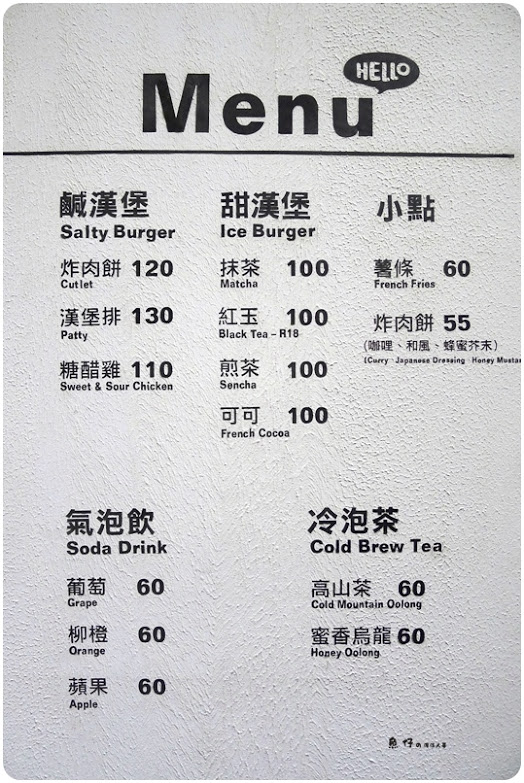 HELLO
Menu
鹹漢堡
Salty Burger
炸肉餅 120
Cutlet
漢堡排 130
Patty
糖醋雞 110
Sweet & Sour Chicken
甜漢堡
Ice Burger
抹茶 100
Matcha
紅玉 100
Black Tea – R18
煎茶 100
Sencha
可可 100
French Cocoa
小點
薯條 60
French Fries
炸肉餅 55
(咖哩、和風、蜂蜜芥末)
(Curry · Japanese Dressing · Honey Mustar
氣泡飲
Soda Drink
葡萄 60
Grape
柳橙 60
Orange
蘋果 60
Apple
冷泡茶
Cold Brew Tea
高山茶 60
Cold Mountain Oolong
蜜香烏龍 60
Honey Oolong